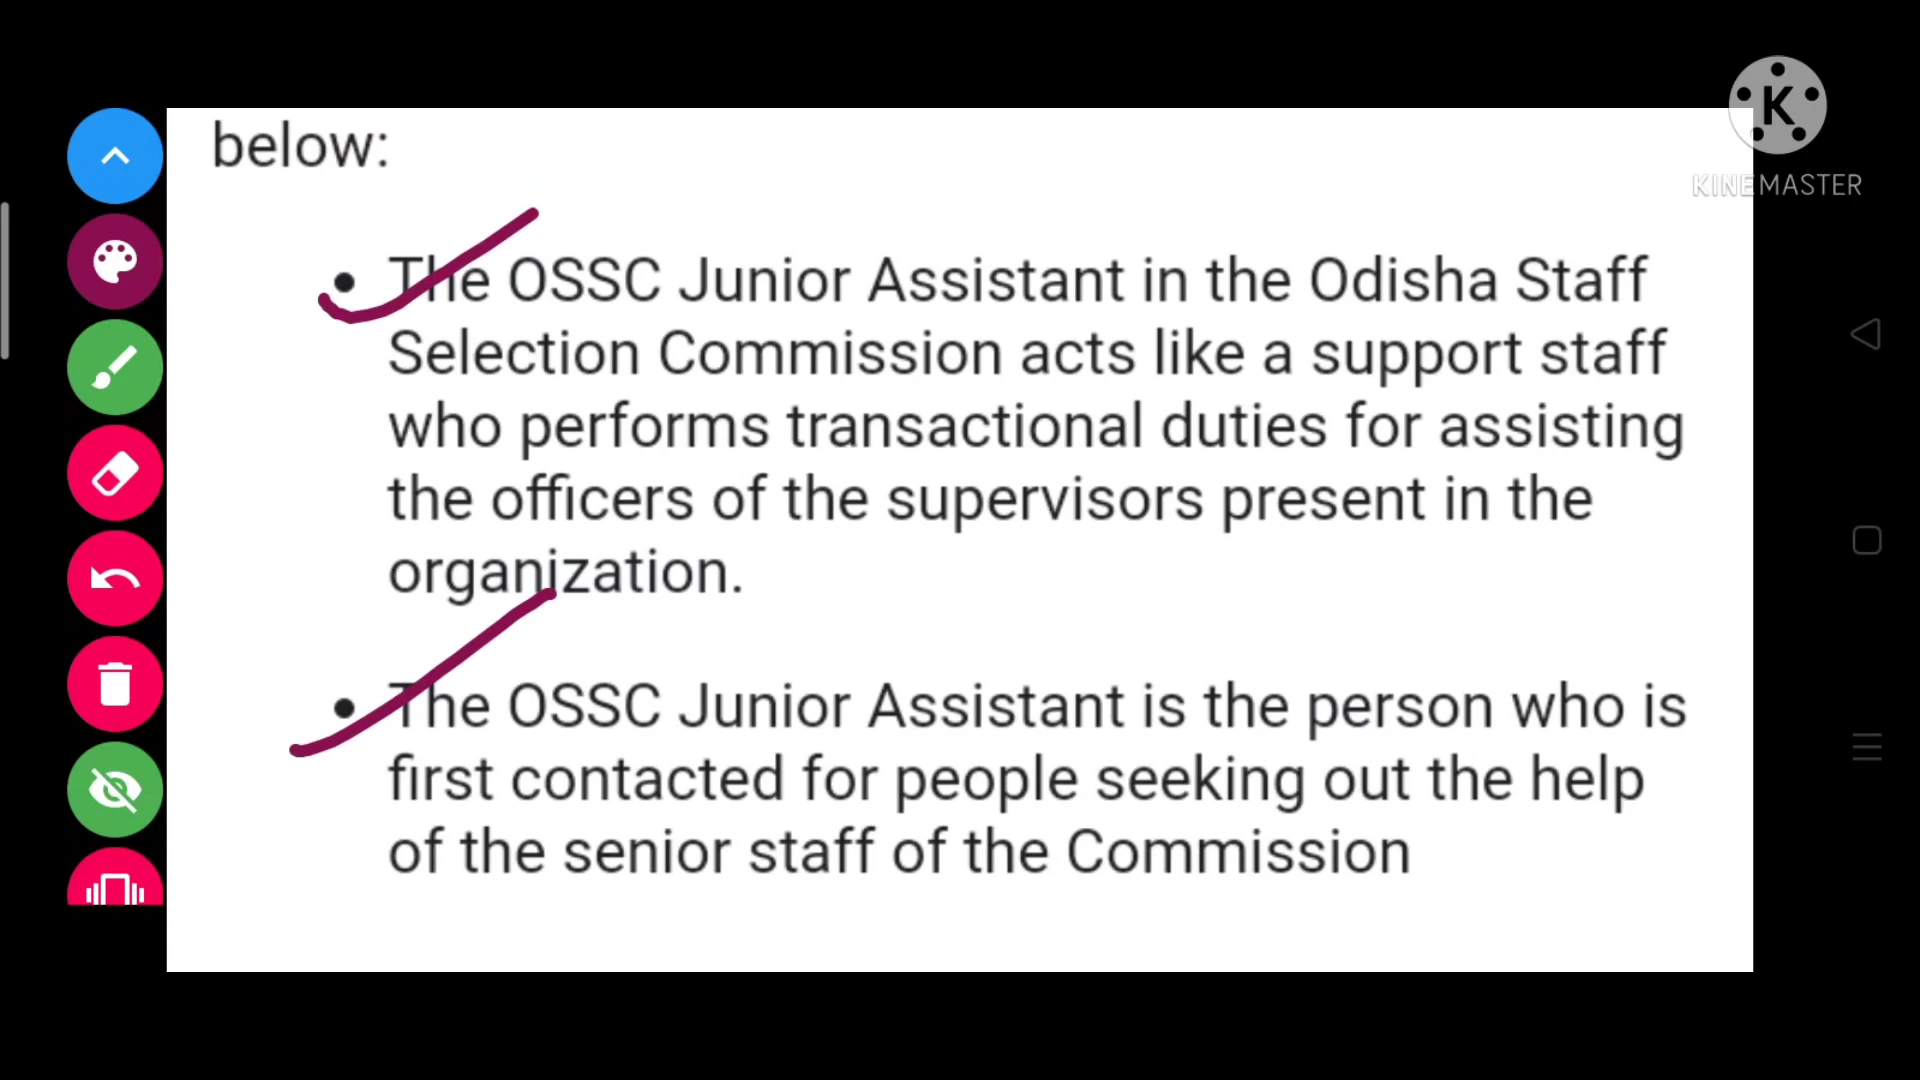 below:
K
KINEMASTER
• The OSSC Junior Assistant in the Odisha Staff
Selection Commission acts like a support staff
who performs transactional duties for assisting
the officers of the supervisors present in the
organization.
• The OSSC Junior Assistant is the person who is
first contacted for people seeking out the help
of the senior staff of the Commission